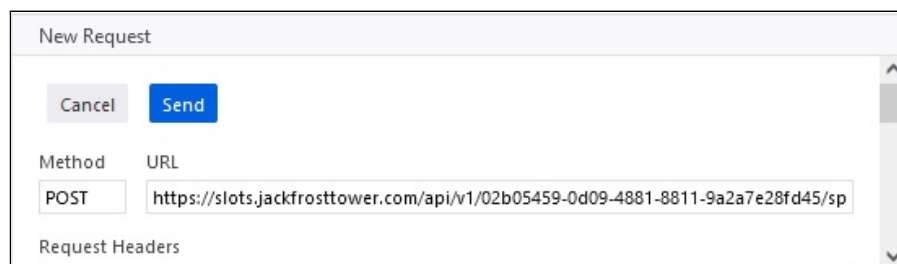 New Request
Cancel Send
Method URL
POST https://slots.jackfrosttower.com/api/v1/02b05459-0d09-4881-8811-9a2a7e28fd45/sp
Request Headers